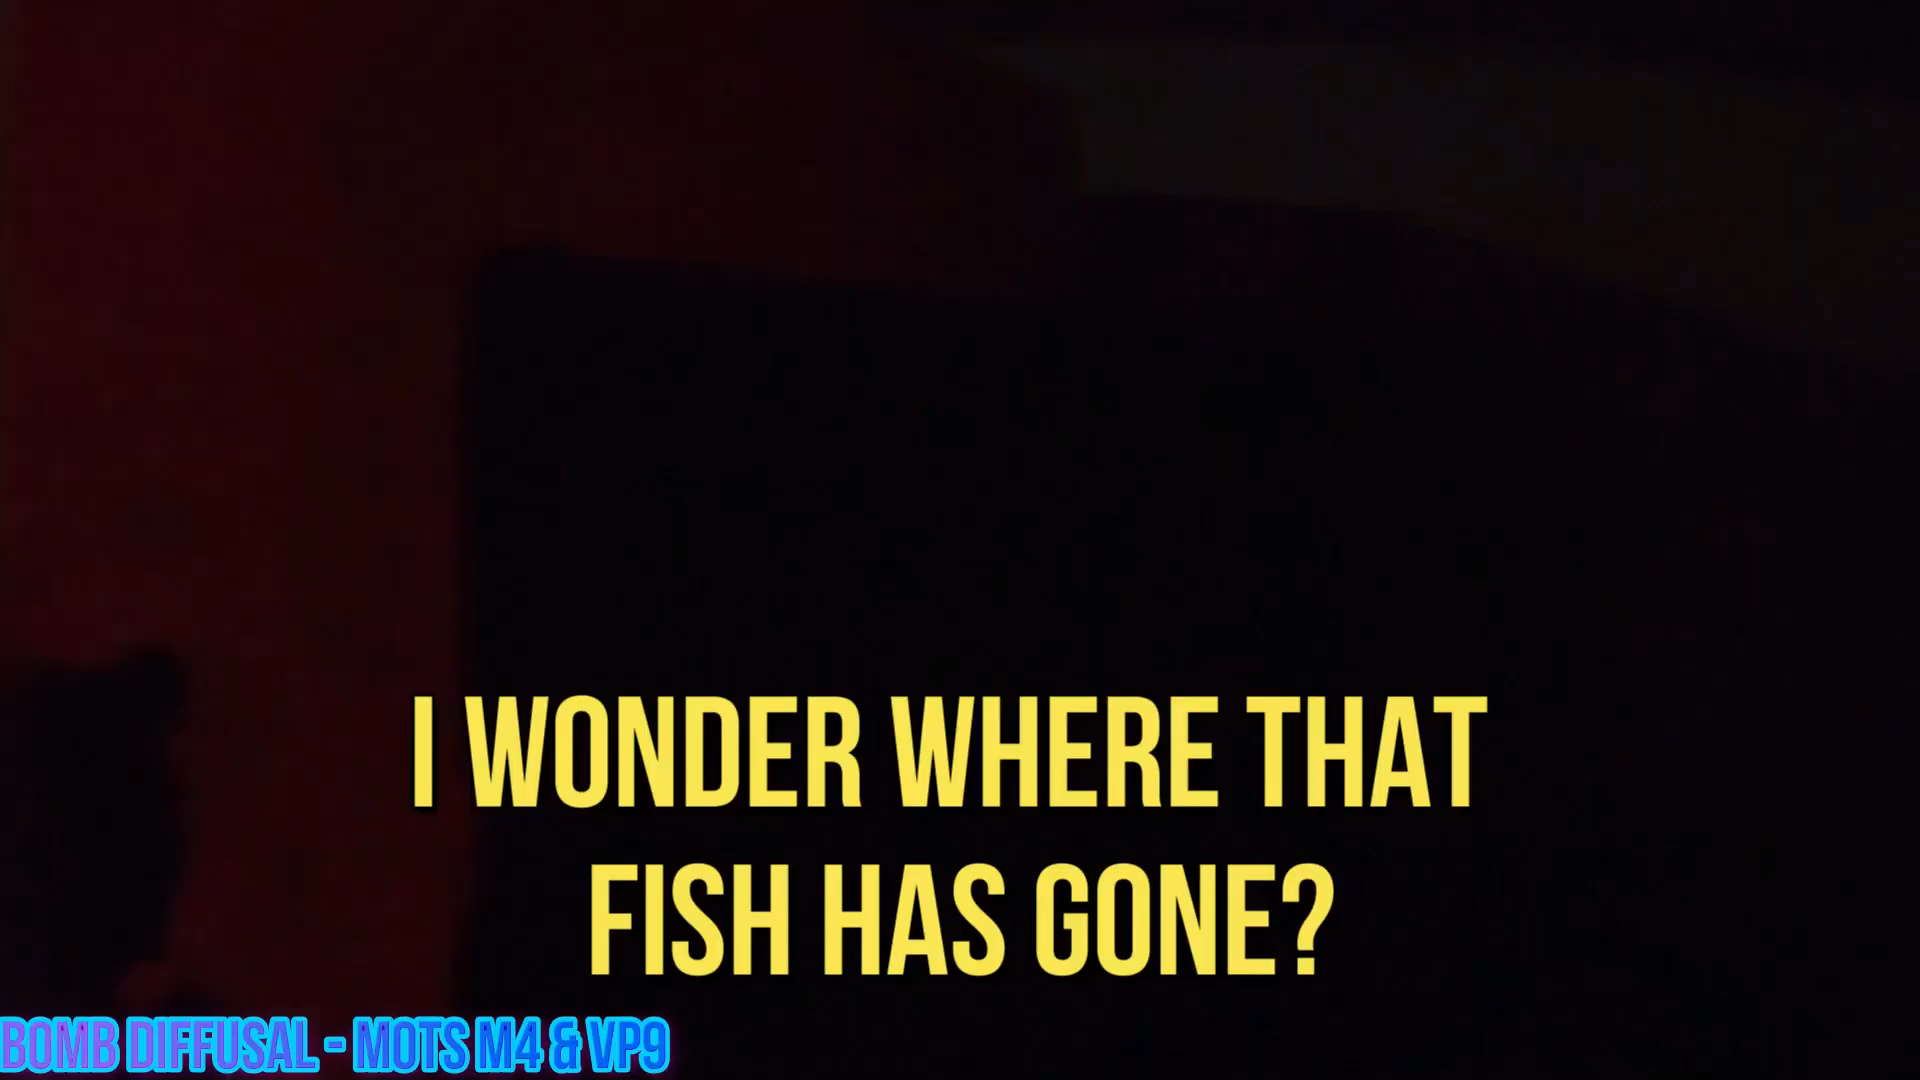 I WONDER WHERE THAT
FISH HAS GONE?
BOMB DIFFUSAL - MOTS M4 & VP9